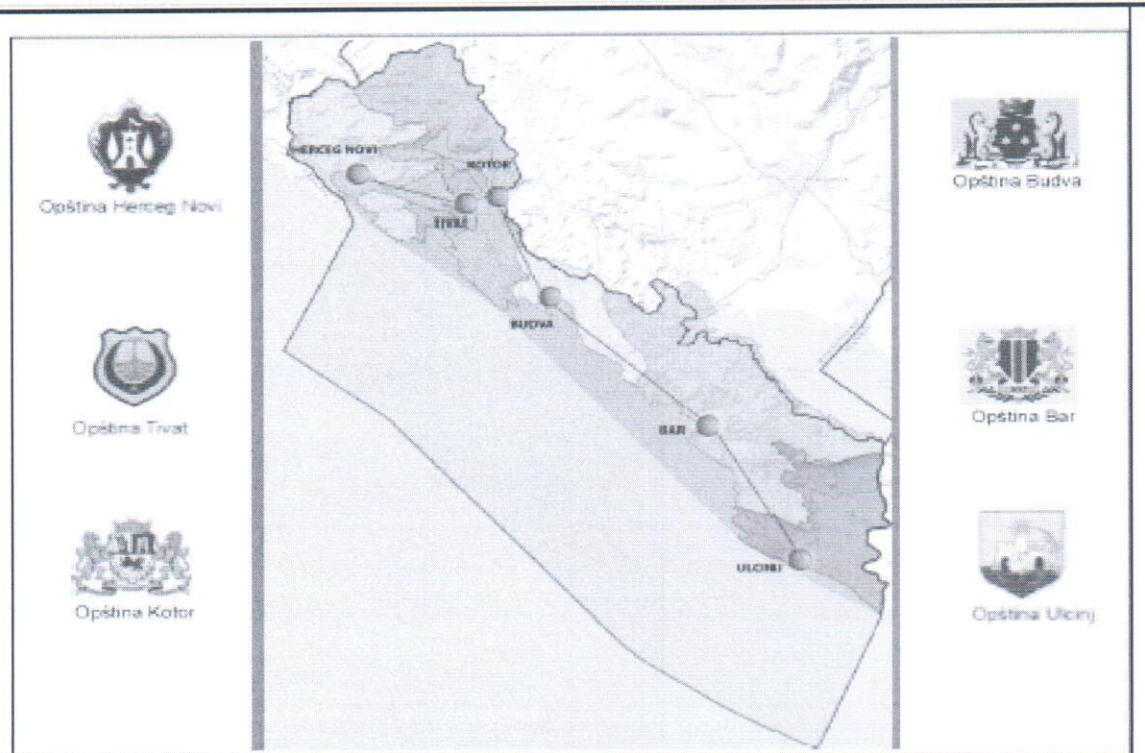 Opština Herceg Novi
Opština Tivat
Opština Kotor
HERCEG NOVI
KOTOR
TIVAT
BUDVA
BAR
ULCINJ
Opština Budva
Opština Bar
Opština Ulcinj